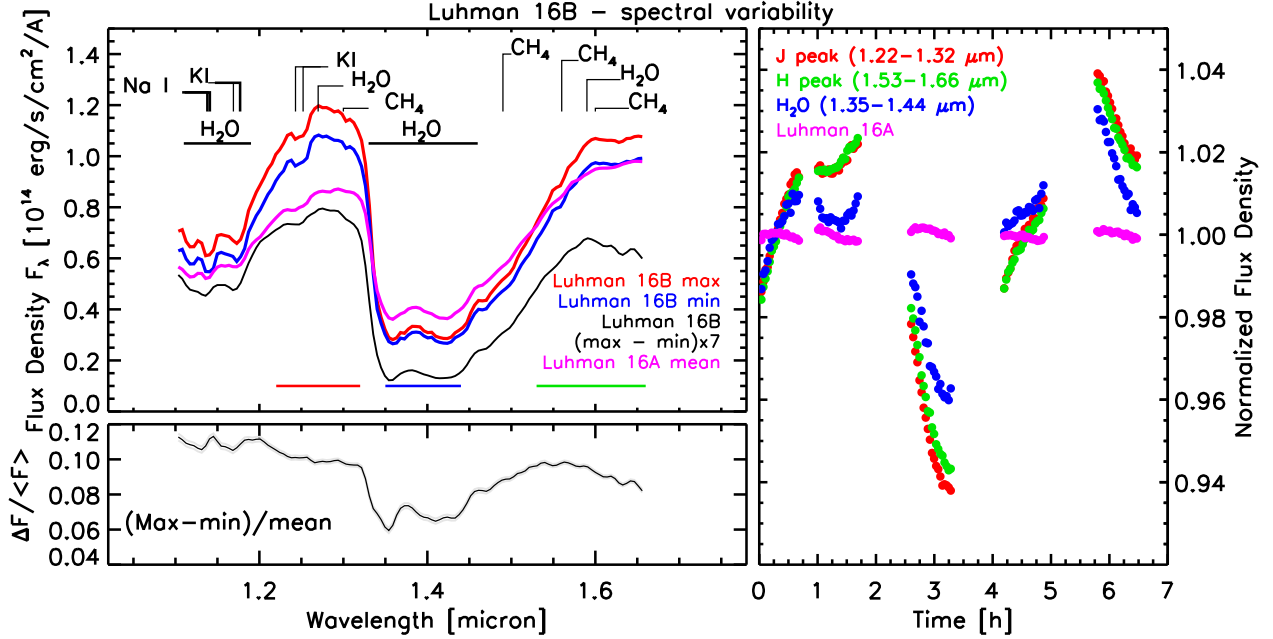 Luhman 16B – spectral variability
Flux Density Fλ [10¹⁴ erg/s/cm²/A]
1.4
1.2
1.0
0.8
0.6
0.4
0.2
0.0
Na I
KI
H₂O
KI
H₂O
CH₄
H₂O
CH₄
CH₄
H₂O
CH₄
Luhman 16B max
Luhman 16B min
Luhman 16B
(max – min)x7
Luhman 16A mean
ΔF/<F>
0.12
0.10
0.08
0.06
0.04
(Max–min)/mean
1.2
1.4
1.6
Wavelength [micron]
J peak (1.22–1.32 μm)
H peak (1.53–1.66 μm)
H₂O (1.35–1.44 μm)
Luhman 16A
1.04
1.02
1.00
0.98
0.96
0.94
Normalized Flux Density
0 1 2 3 4 5 6 7
Time [h]